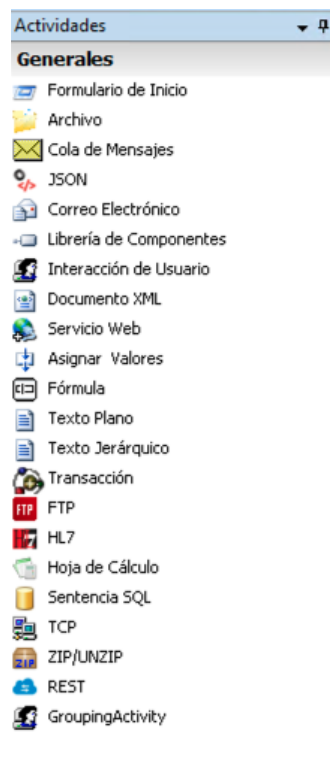 Actividades
Generales
Formulario de Inicio
Archivo
Cola de Mensajes
JSON
Correo Electrónico
Librería de Componentes
Interacción de Usuario
Documento XML
Servicio Web
Asignar Valores
Fórmula
Texto Plano
Texto Jerárquico
Transacción
FTP FTP
HL7 HL7
Hoja de Cálculo
Sentencia SQL
TCP
ZIP ZIP/UNZIP
REST
GroupingActivity